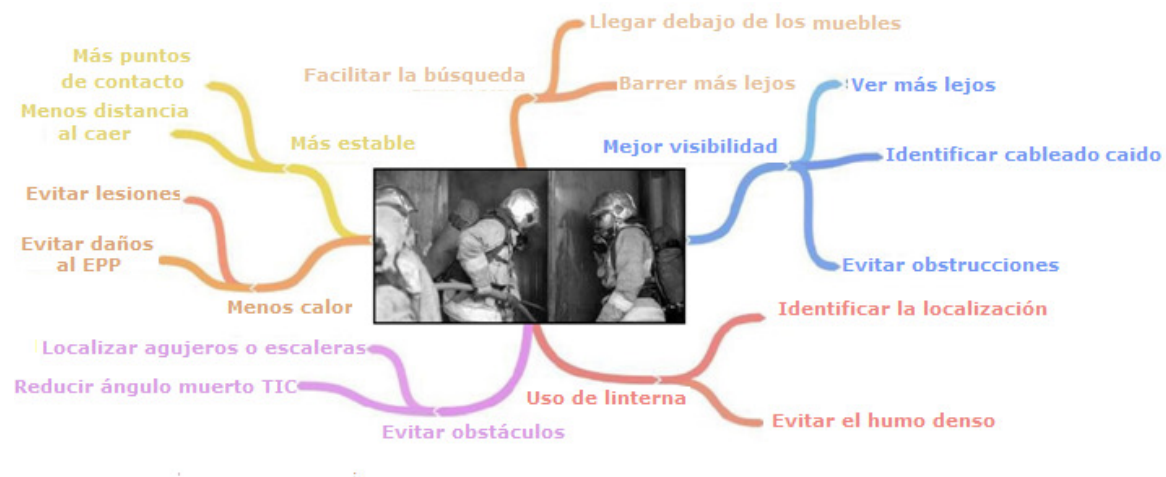 Llegar debajo de los muebles
Facilitar la búsqueda
Barrer más lejos
Más puntos
de contacto
Menos distancia
al caer
Más estable
Evitar lesiones
Evitar daños
al EPP
Menos calor
Mejor visibilidad
Ver más lejos
Identificar cableado caido
Evitar obstrucciones
Localizar agujeros o escaleras
Reducir ángulo muerto TIC
Evitar obstáculos
Uso de linterna
Identificar la localización
Evitar el humo denso